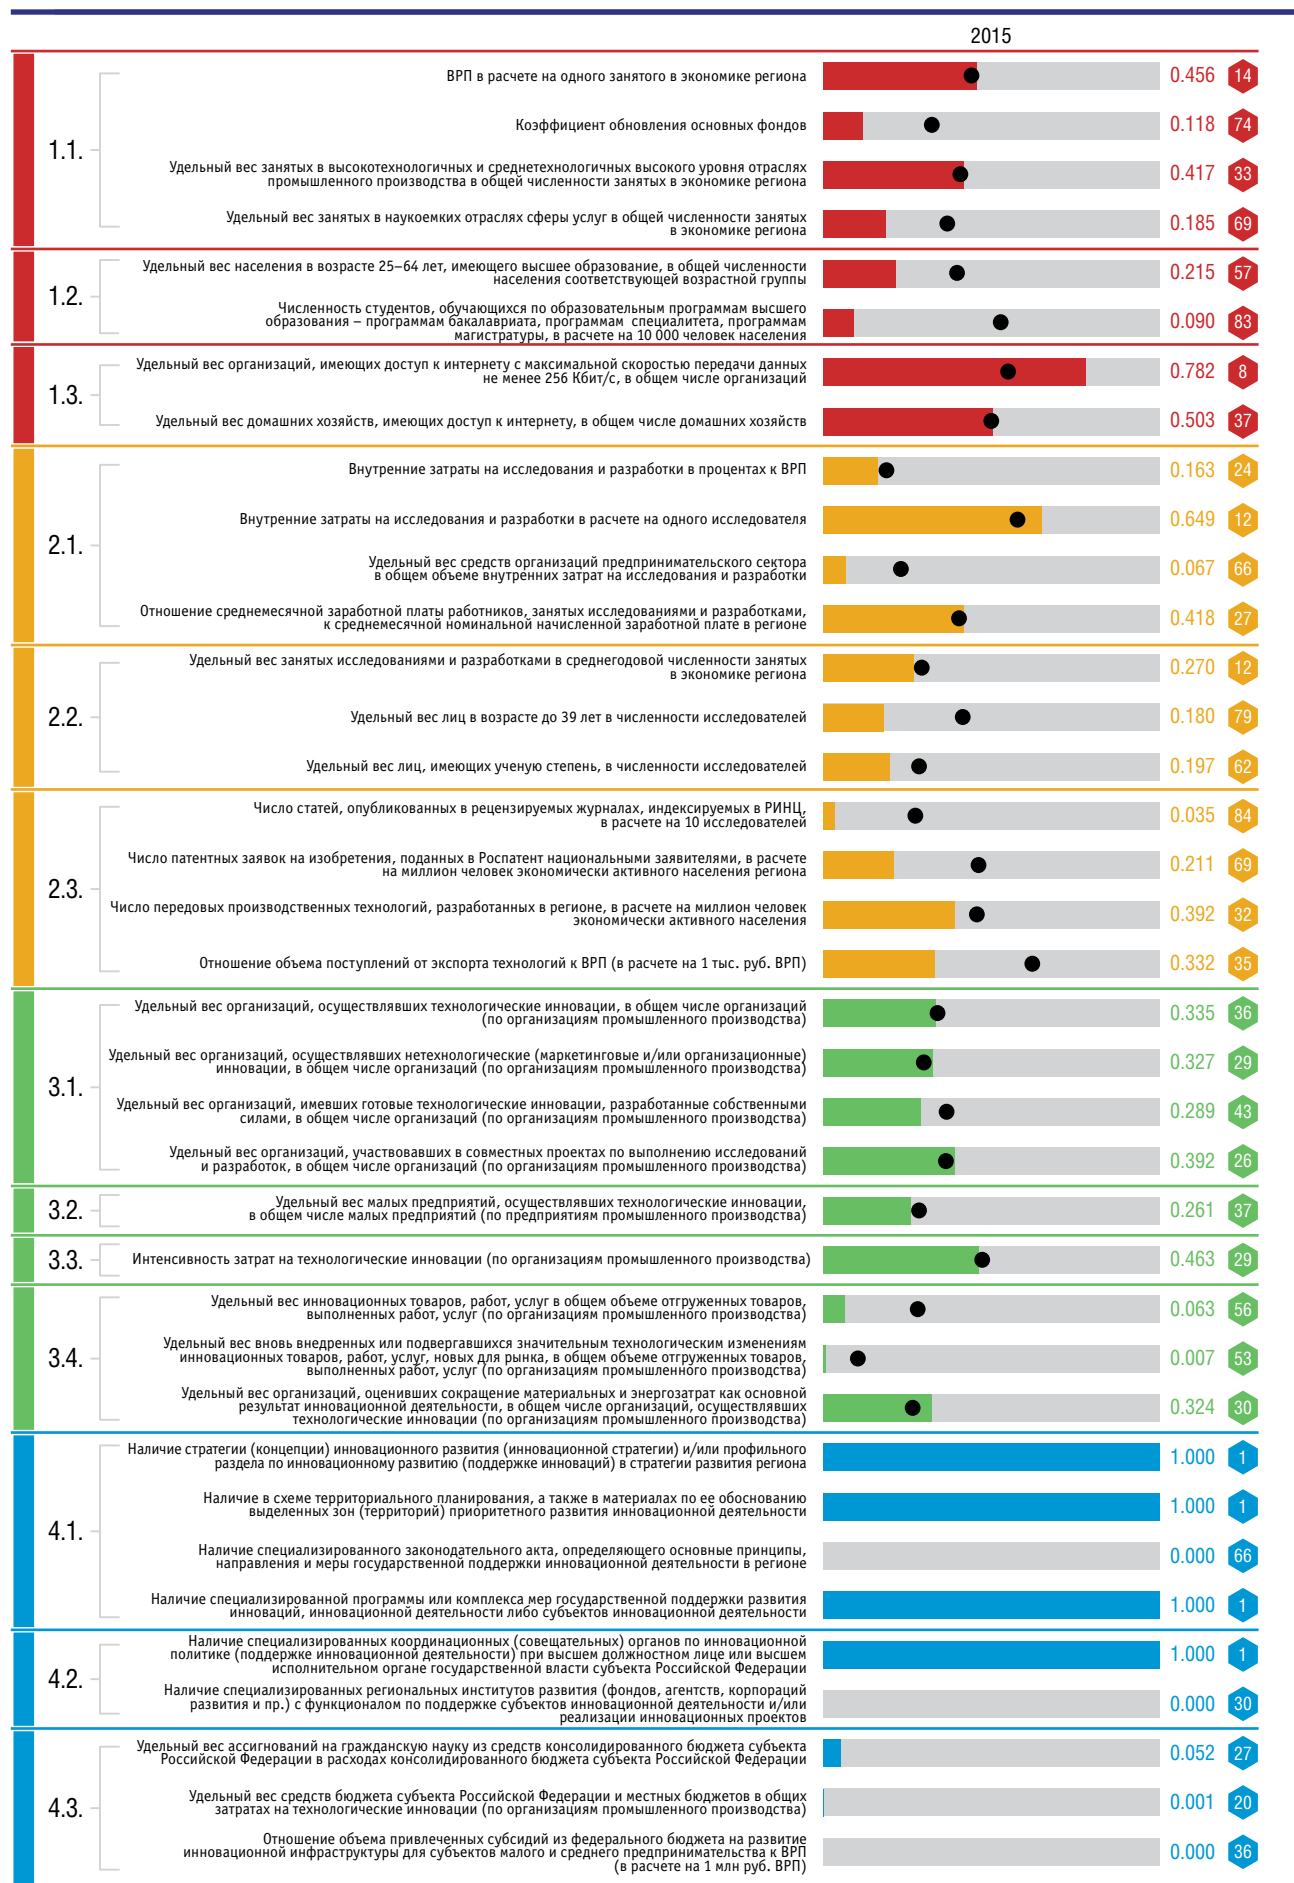 2015
1.1.
ВРП в расчете на одного занятого в экономике региона
0.456 14
Коэффициент обновления основных фондов
0.118 74
Удельный вес занятых в высокотехнологичных и среднетехнологичных высокого уровня отраслях
промышленного производства в общей численности занятых в экономике региона
0.417 33
Удельный вес занятых в наукоемких отраслях сферы услуг в общей численности занятых
в экономике региона
0.185 69
1.2.
Удельный вес населения в возрасте 25–64 лет, имеющего высшее образование, в общей численности
населения соответствующей возрастной группы
0.215 57
Численность студентов, обучающихся по образовательным программам высшего
образования – программам бакалавриата, программам специалитета, программам
магистратуры, в расчете на 10 000 человек населения
0.090 83
1.3.
Удельный вес организаций, имеющих доступ к интернету с максимальной скоростью передачи данных
не менее 256 Кбит/с, в общем числе организаций
0.782 8
Удельный вес домашних хозяйств, имеющих доступ к интернету, в общем числе домашних хозяйств
0.503 37
2.1.
Внутренние затраты на исследования и разработки в процентах к ВРП
0.163 24
Внутренние затраты на исследования и разработки в расчете на одного исследователя
0.649 12
Удельный вес средств организаций предпринимательского сектора
в общем объеме внутренних затрат на исследования и разработки
0.067 66
Отношение среднемесячной заработной платы работников, занятых исследованиями и разработками,
к среднемесячной номинальной начисленной заработной плате в регионе
0.418 27
2.2.
Удельный вес занятых исследованиями и разработками в среднегодовой численности занятых
в экономике региона
0.270 12
Удельный вес лиц в возрасте до 39 лет в численности исследователей
0.180 79
Удельный вес лиц, имеющих ученую степень, в численности исследователей
0.197 62
2.3.
Число статей, опубликованных в рецензируемых журналах, индексируемых в РИНЦ,
в расчете на 10 исследователей
0.035 84
Число патентных заявок на изобретения, поданных в Роспатент национальными заявителями, в расчете
на миллион человек экономически активного населения региона
0.211 69
Число передовых производственных технологий, разработанных в регионе, в расчете на миллион человек
экономически активного населения
0.392 32
Отношение объема поступлений от экспорта технологий к ВРП (в расчете на 1 тыс. руб. ВРП)
0.332 35
3.1.
Удельный вес организаций, осуществлявших технологические инновации, в общем числе организаций
(по организациям промышленного производства)
0.335 36
Удельный вес организаций, осуществлявших нетехнологические (маркетинговые и/или организационные)
инновации, в общем числе организаций (по организациям промышленного производства)
0.327 29
Удельный вес организаций, имевших готовые технологические инновации, разработанные собственными
силами, в общем числе организаций (по организациям промышленного производства)
0.289 43
Удельный вес организаций, участвовавших в совместных проектах по выполнению исследований
и разработок, в общем числе организаций (по организациям промышленного производства)
0.392 26
3.2.
Удельный вес малых предприятий, осуществлявших технологические инновации,
в общем числе малых предприятий (по предприятиям промышленного производства)
0.261 37
3.3.
Интенсивность затрат на технологические инновации (по организациям промышленного производства)
0.463 29
3.4.
Удельный вес инновационных товаров, работ, услуг в общем объеме отгруженных товаров,
выполненных работ, услуг (по организациям промышленного производства)
0.063 56
Удельный вес вновь внедренных или подвергавшихся значительным технологическим изменениям
инновационных товаров, работ, услуг, новых для рынка, в общем объеме отгруженных товаров,
выполненных работ, услуг (по организациям промышленного производства)
0.007 53
Удельный вес организаций, оценивших сокращение материальных и энергозатрат как основной
результат инновационной деятельности, в общем числе организаций, осуществлявших
технологические инновации (по организациям промышленного производства)
0.324 30
4.1.
Наличие стратегии (концепции) инновационного развития (инновационной стратегии) и/или профильного
раздела по инновационному развитию (поддержке инноваций) в стратегии развития региона
1.000 1
Наличие в схеме территориального планирования, а также в материалах по ее обоснованию
выделенных зон (территорий) приоритетного развития инновационной деятельности
1.000 1
Наличие специализированного законодательного акта, определяющего основные принципы,
направления и меры государственной поддержки инновационной деятельности в регионе
0.000 66
Наличие специализированной программы или комплекса мер государственной поддержки развития
инноваций, инновационной деятельности либо субъектов инновационной деятельности
1.000 1
4.2.
Наличие специализированных координационных (совещательных) органов по инновационной
политике (поддержке инновационной деятельности) при высшем должностном лице или высшем
исполнительном органе государственной власти субъекта Российской Федерации
1.000 1
Наличие специализированных региональных институтов развития (фондов, агентств, корпораций
развития и пр.) с функционалом по поддержке субъектов инновационной деятельности и/или
реализации инновационных проектов
0.000 30
4.3.
Удельный вес ассигнований на гражданскую науку из средств консолидированного бюджета субъекта
Российской Федерации в расходах консолидированного бюджета субъекта Российской Федерации
0.052 27
Удельный вес средств бюджета субъекта Российской Федерации и местных бюджетов в общих
затратах на технологические инновации (по организациям промышленного производства)
0.001 20
Отношение объема привлеченных субсидий из федерального бюджета на развитие
инновационной инфраструктуры для субъектов малого и среднего предпринимательства к ВРП
(в расчете на 1 млн руб. ВРП)
0.000 36